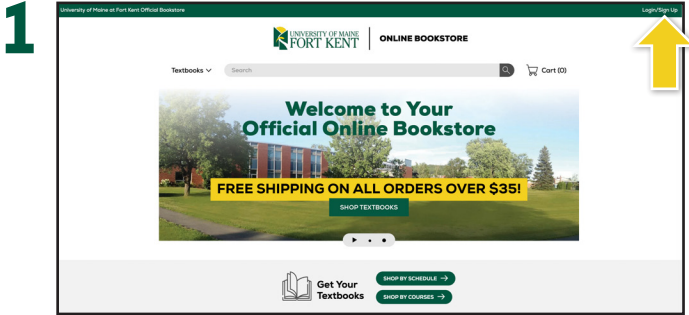 1
University of Maine at Fort Kent Official Bookstore
Login/Sign Up
UNIVERSITY OF MAINE
FORT KENT
ONLINE BOOKSTORE
Textbooks
Search
Cart (0)
Welcome to Your
Official Online Bookstore
FREE SHIPPING ON ALL ORDERS OVER $35!
SHOP TEXTBOOKS
Get Your
Textbooks
SHOP BY SCHEDULE →
SHOP BY COURSES →